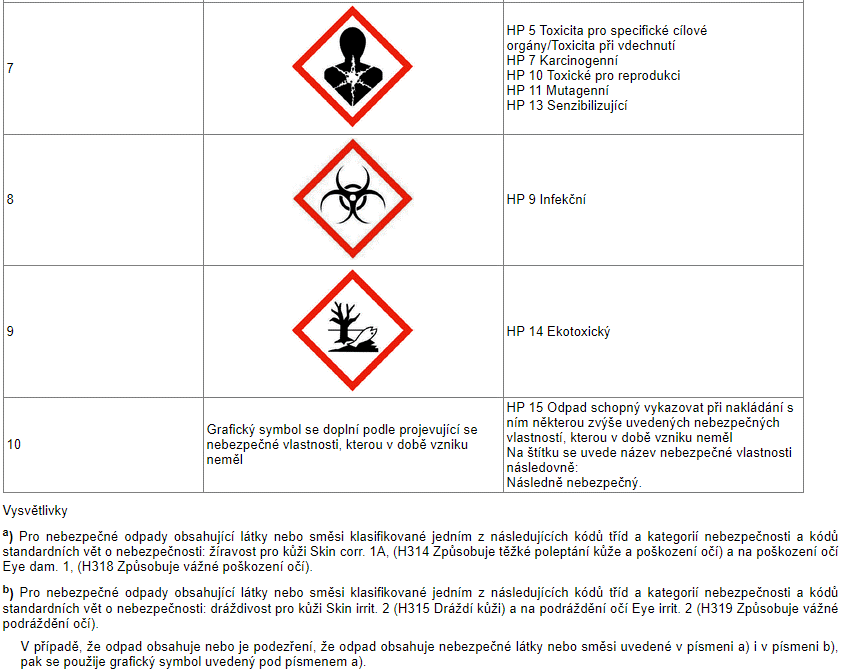 7
HP 5 Toxicita pro specifické cílové
orgány/Toxicita při vdechnutí
HP 7 Karcinogenní
HP 10 Toxické pro reprodukci
HP 11 Mutagenní
HP 13 Senzibilizující
8
HP 9 Infekční
9
HP 14 Ekotoxický
10
Grafický symbol se doplní podle projevující se
nebezpečné vlastnosti, kterou v době vzniku
neměl
HP 15 Odpad schopný vykazovat při nakládání s
ním některou zvýše uvedených nebezpečných
vlastností, kterou v době vzniku neměl
Na štítku se uvede název nebezpečné vlastnosti
následovně:
Následně nebezpečný.
Vysvětlivky
a) Pro nebezpečné odpady obsahující látky nebo směsi klasifikované jedním z následujících kódů tříd a kategorií nebezpečnosti a kódů
standardních vět o nebezpečnosti: žíravost pro kůži Skin corr. 1A, (H314 Způsobuje těžké poleptání kůže a poškození očí) a na poškození očí
Eye dam. 1, (H318 Způsobuje vážné poškození očí).
b) Pro nebezpečné odpady obsahující látky nebo směsi klasifikované jedním z následujících kódů tříd a kategorií nebezpečnosti a kódů
standardních vět o nebezpečnosti: dráždivost pro kůži Skin irrit. 2 (H315 Dráždí kůži) a na podráždění očí Eye irrit. 2 (H319 Způsobuje vážné
podráždění očí).
V případě, že odpad obsahuje nebo je podezření, že odpad obsahuje nebezpečné látky nebo směsi uvedené v písmeni a) i v písmeni b),
pak se použije grafický symbol uvedený pod písmenem a).